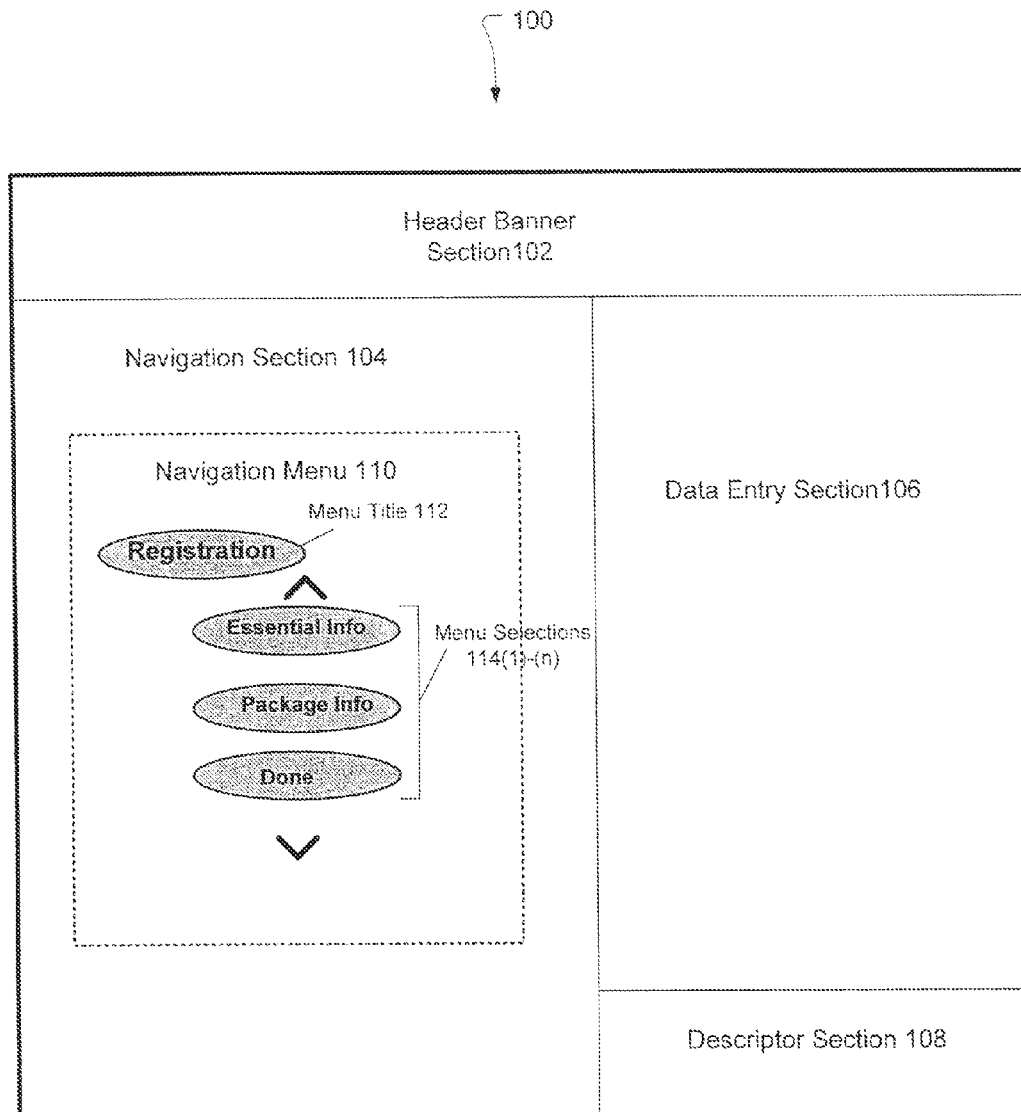 100
Header Banner
Section102
Navigation Section 104
Navigation Menu 110
Menu Title 112
Registration
Essential Info
Menu Selections
114(1)-(n)
Package Info
Done
Data Entry Section106
Descriptor Section 108